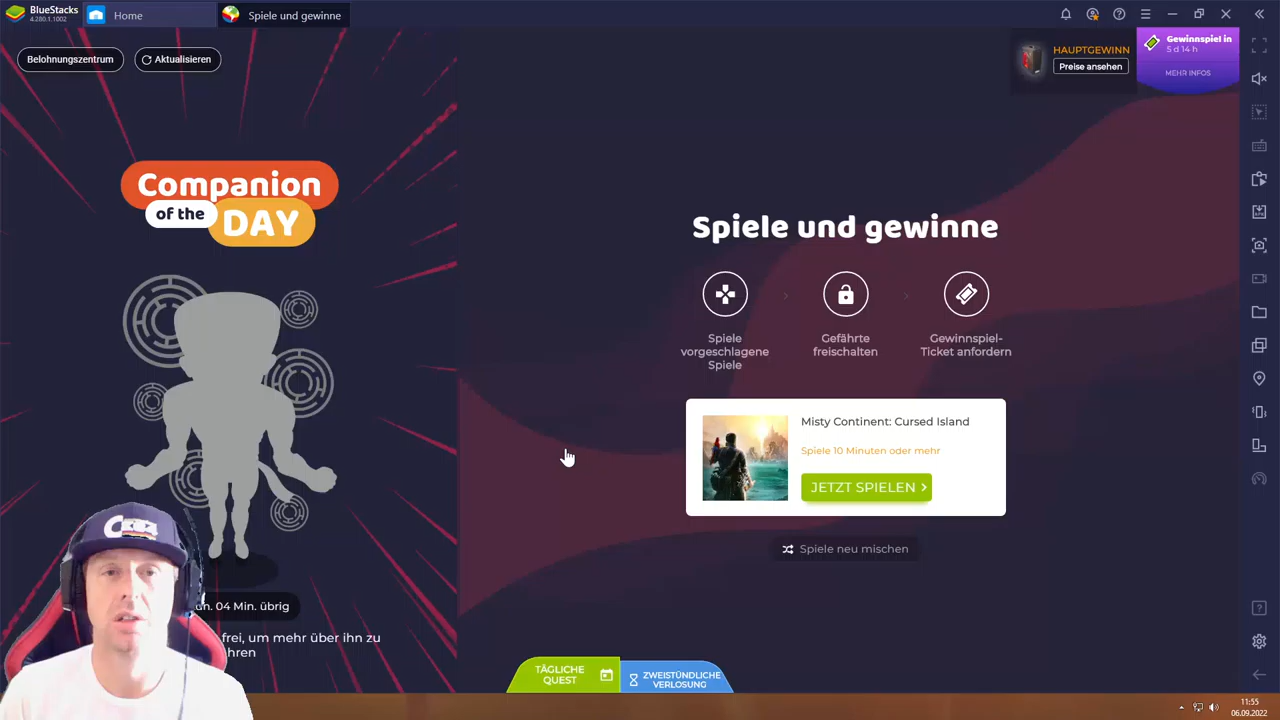 BlueStacks
4.280.1.1002
Home
Spiele und gewinne
Belohnungszentrum
Aktualisieren
HAUPTGEWINN
Preise ansehen
Gewinnspiel in
5 d 14 h
MEHR INFOS
Companion
of the
DAY
Spiele und gewinne
Spiele
vorgeschlagene
Spiele
Gefährte
freischalten
Gewinnspiel-
Ticket anfordern
Misty Continent: Cursed Island
Spiele 10 Minuten oder mehr
JETZT SPIELEN
Spiele neu mischen
04 Min. übrig
frei, um mehr über ihn zu
TÄGLICHE
QUEST
ZWEISTÜNDLICHE
VERLOSUNG
11:55
06.09.2022